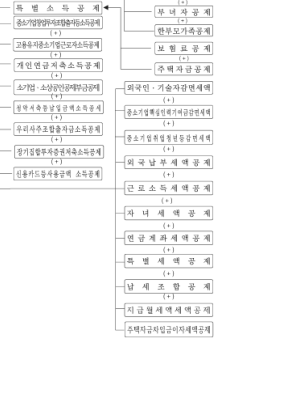 특 별 소 득 공 제
중소기업창업투자조합출자등소득공제
(+)
고용유지중소기업근로자소득공제
(+)
개인연금저축소득공제
(+)
소기업·소상공인공제부금공제
(+)
청약저축등납입금액소득공제
(+)
우리사주조합출자금소득공제
(+)
장기집합투자증권저축소득공제
(+)
신용카드등사용금액 소득공제
(+)
부 녀 자 공 제
(+)
한부모가족공제
보 험 료 공 제
(+)
주택자금공제
외국인·기술자감면세액
(+)
중소기업핵심인력기여금감면세액
(+)
중소기업취업청년등감면세액
(+)
외 국 납 부 세 액 공 제
(+)
근 로 소 득 세 액 공 제
(+)
자 녀 세 액 공 제
(+)
연 금 계 좌 세 액 공 제
(+)
특 별 세 액 공 제
(+)
납 세 조 합 공 제
(+)
지 급 월 세 액 세 액 공 제
(+)
주택자금차입금이자세액공제